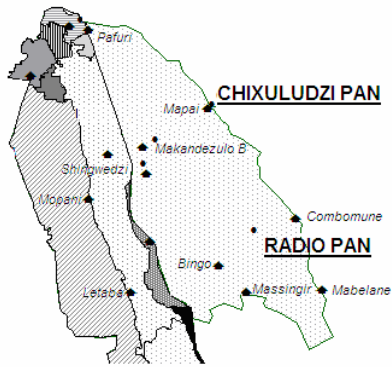 Pafuri
CHIXULUDZI PAN
Mapai
Makandezulo B
Shingwedzi
Mopani
Combomune
RADIO PAN
Bingo
Letaba
Massingir
Mabelane